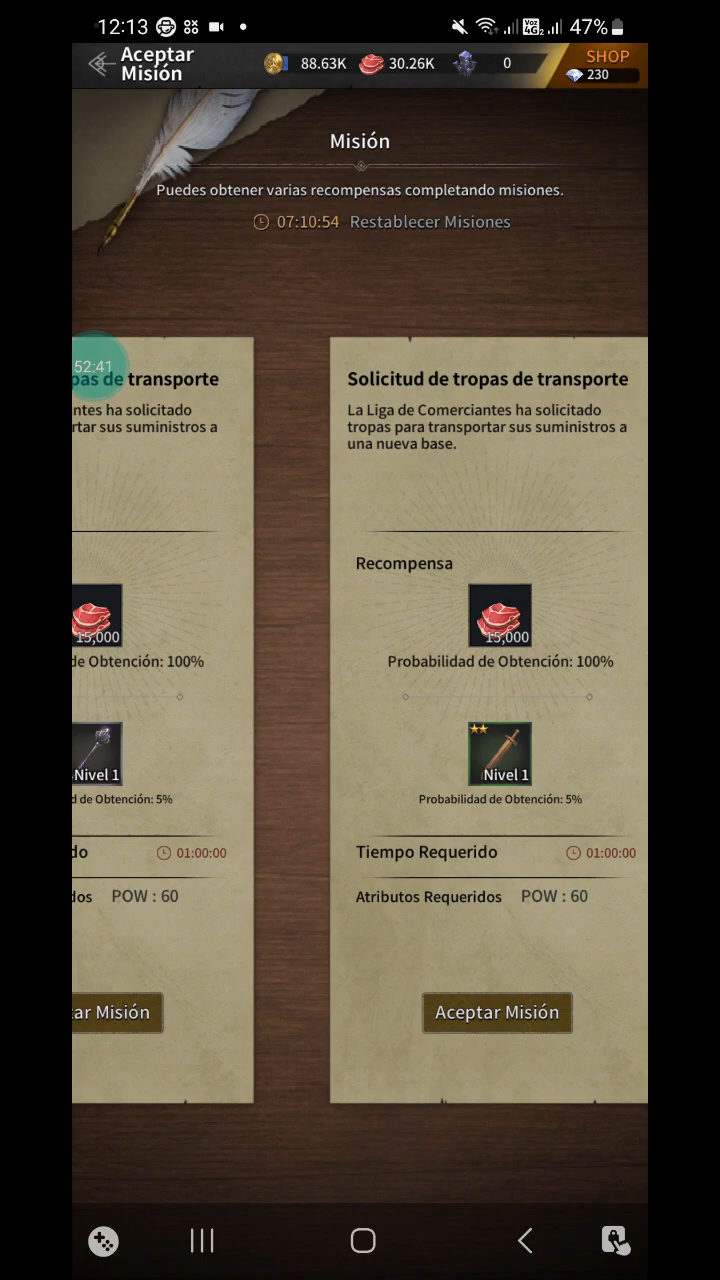 12:13
Voz
4G 2
47%
Aceptar
Misión
88.63K
30.26K
0
SHOP
230
Misión
Puedes obtener varias recompensas completando misiones.
07:10:54 Restablecer Misiones
52:41
pas de transporte
ntes ha solicitado
rtar sus suministros a
15,000
de Obtención: 100%
Nivel 1
d de Obtención: 5%
do
01:00:00
dos POW : 60
tar Misión
Solicitud de tropas de transporte
La Liga de Comerciantes ha solicitado
tropas para transportar sus suministros a
una nueva base.
Recompensa
15,000
Probabilidad de Obtención: 100%
Nivel 1
Probabilidad de Obtención: 5%
Tiempo Requerido 01:00:00
Atributos Requeridos POW : 60
Aceptar Misión